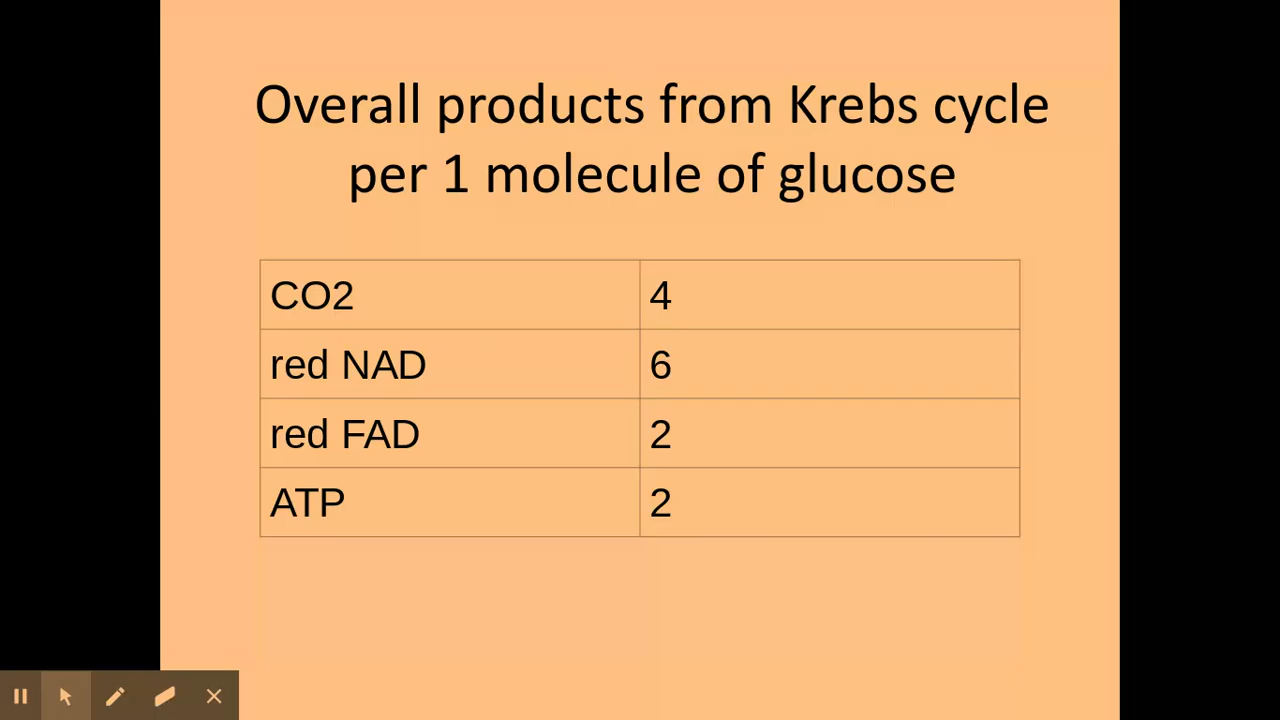 Overall products from Krebs cycle
per 1 molecule of glucose
CO2 4
red NAD 6
red FAD 2
ATP 2